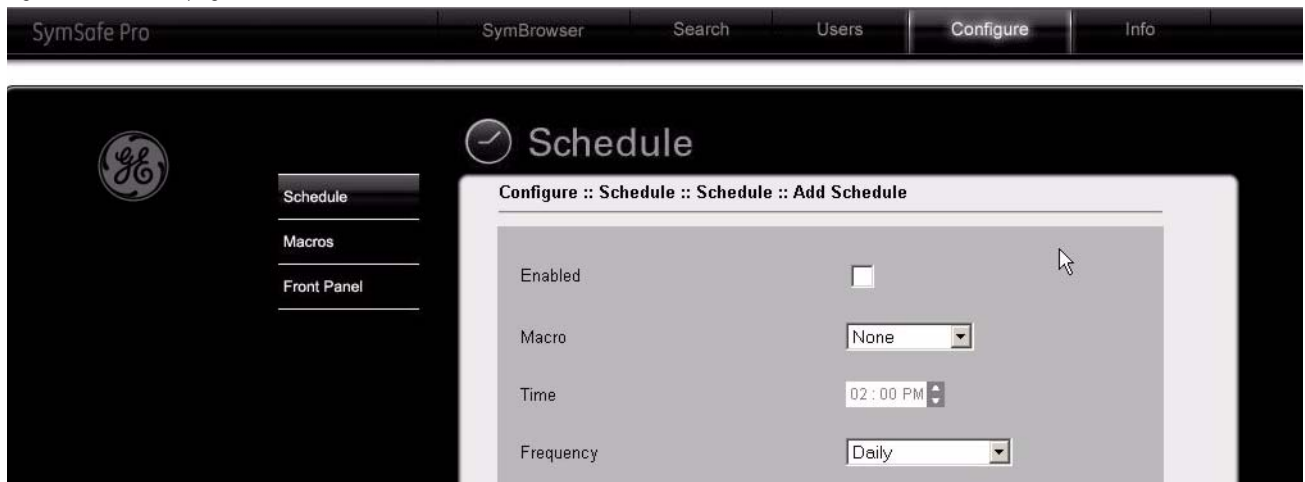 SymSafe Pro SymBrowser Search Users Configure Info
GE
Schedule
Configure :: Schedule :: Schedule :: Add Schedule
Schedule
Macros
Front Panel
Enabled
Macro None
Time 02 : 00 PM
Frequency Daily